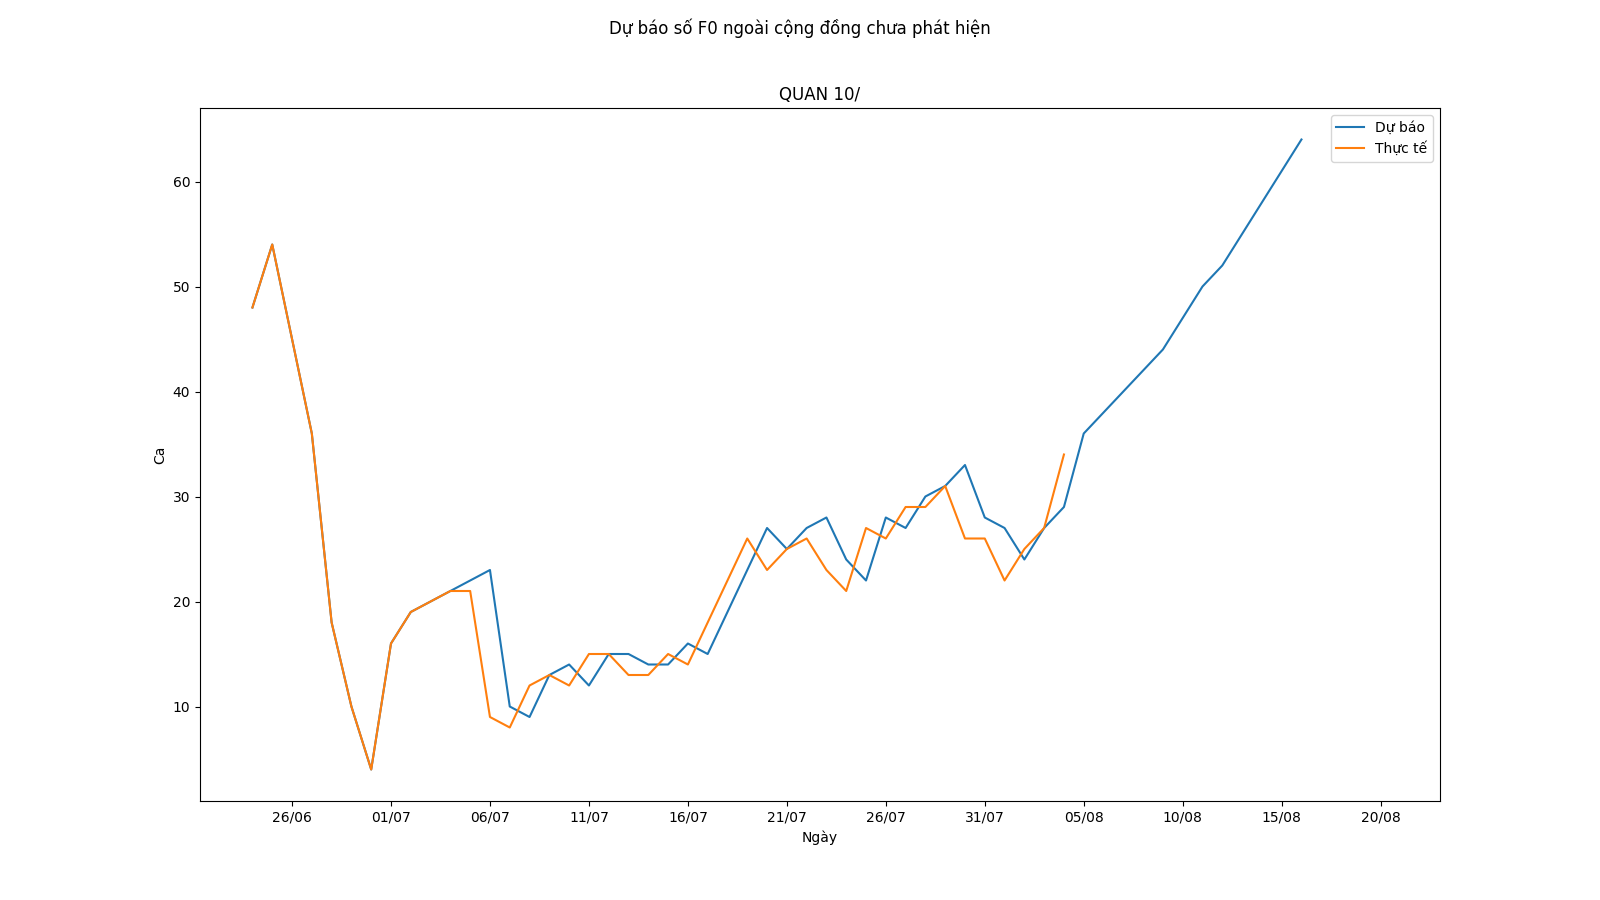 Dự báo số F0 ngoài cộng đồng chưa phát hiện
QUAN 10/
Dự báo
Thực tế
60
50
40
30
20
10
Ca
26/06 01/07 06/07 11/07 16/07 21/07 26/07 31/07 05/08 10/08 15/08 20/08
Ngày